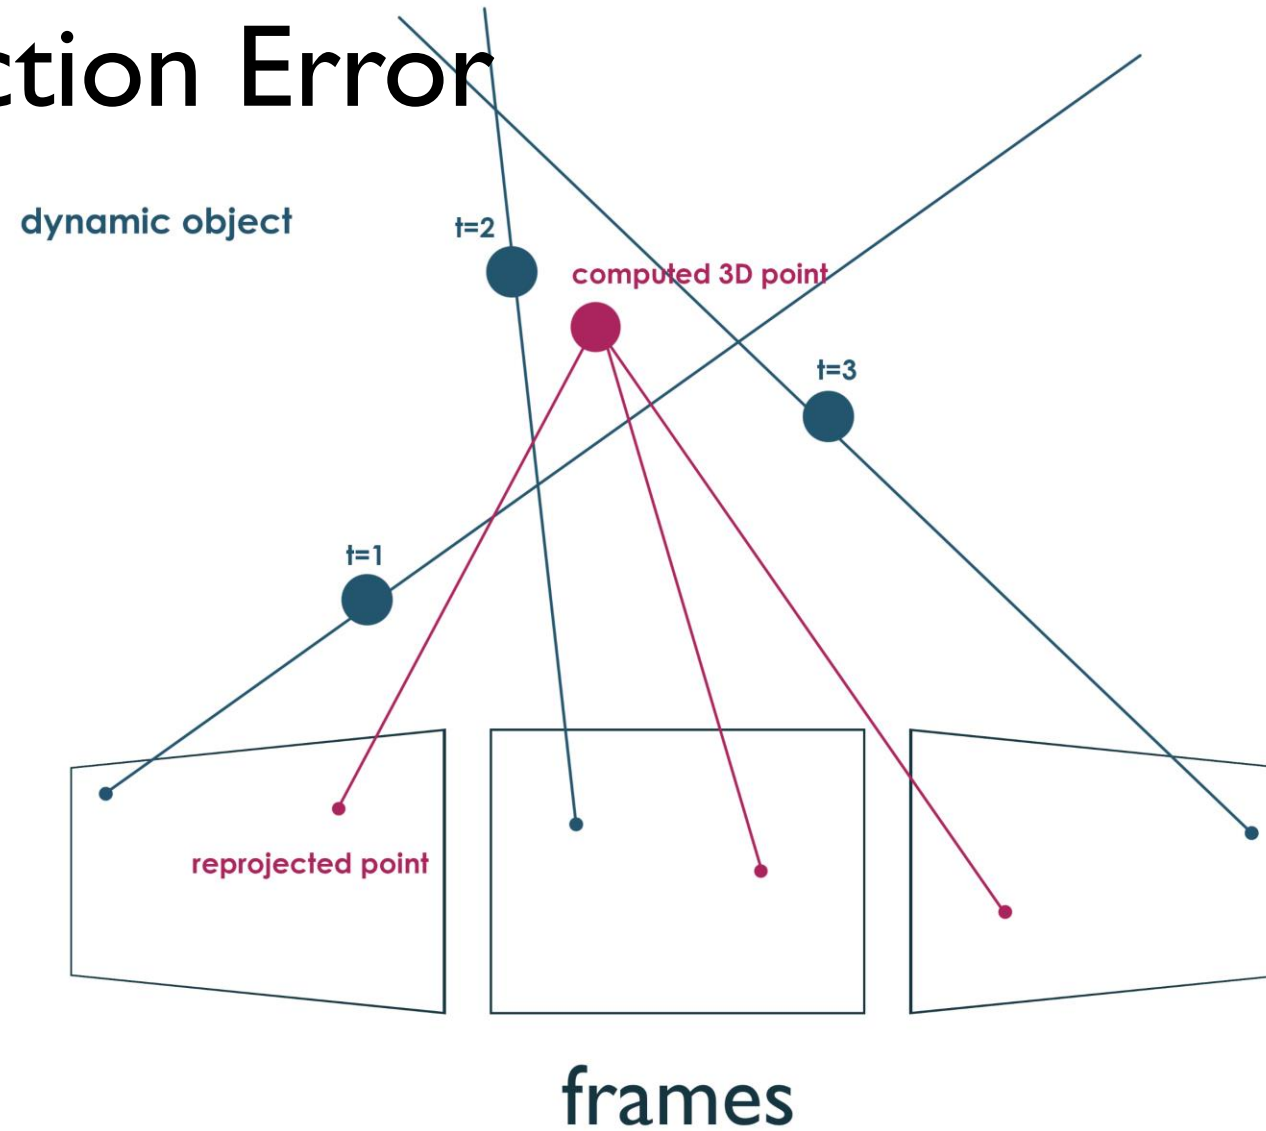 ction Error
dynamic object
t=2
computed 3D point
t=3
t=1
reprojected point
frames